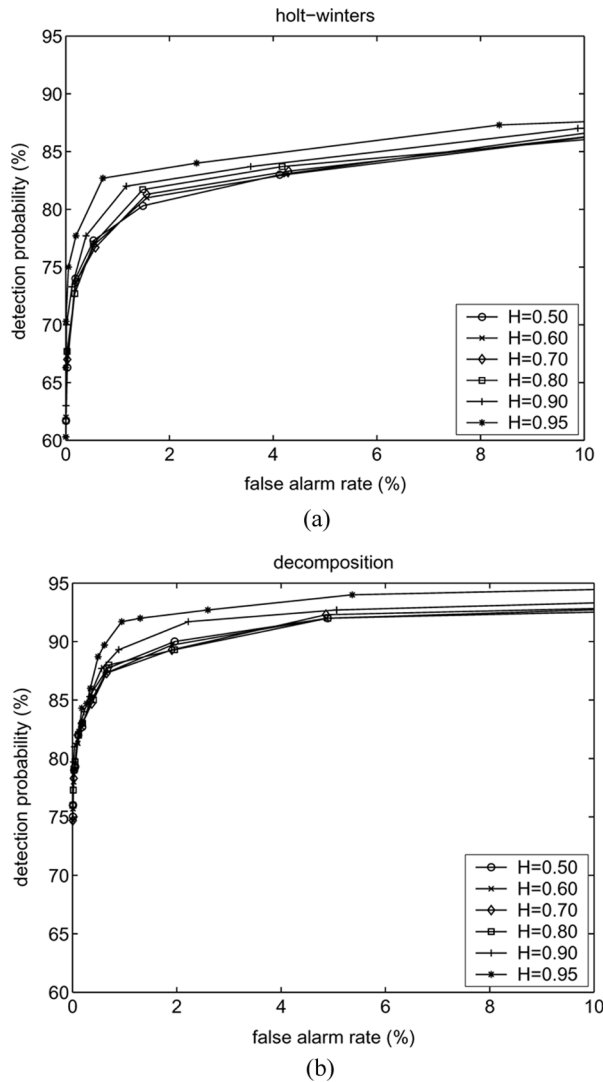 holt-winters
95
90
85
80
75
70
65
60
detection probability (%)
H=0.50
H=0.60
H=0.70
H=0.80
H=0.90
H=0.95
0 2 4 6 8 10
false alarm rate (%)
(a)
decomposition
95
90
85
80
75
70
65
60
detection probability (%)
H=0.50
H=0.60
H=0.70
H=0.80
H=0.90
H=0.95
0 2 4 6 8 10
false alarm rate (%)
(b)